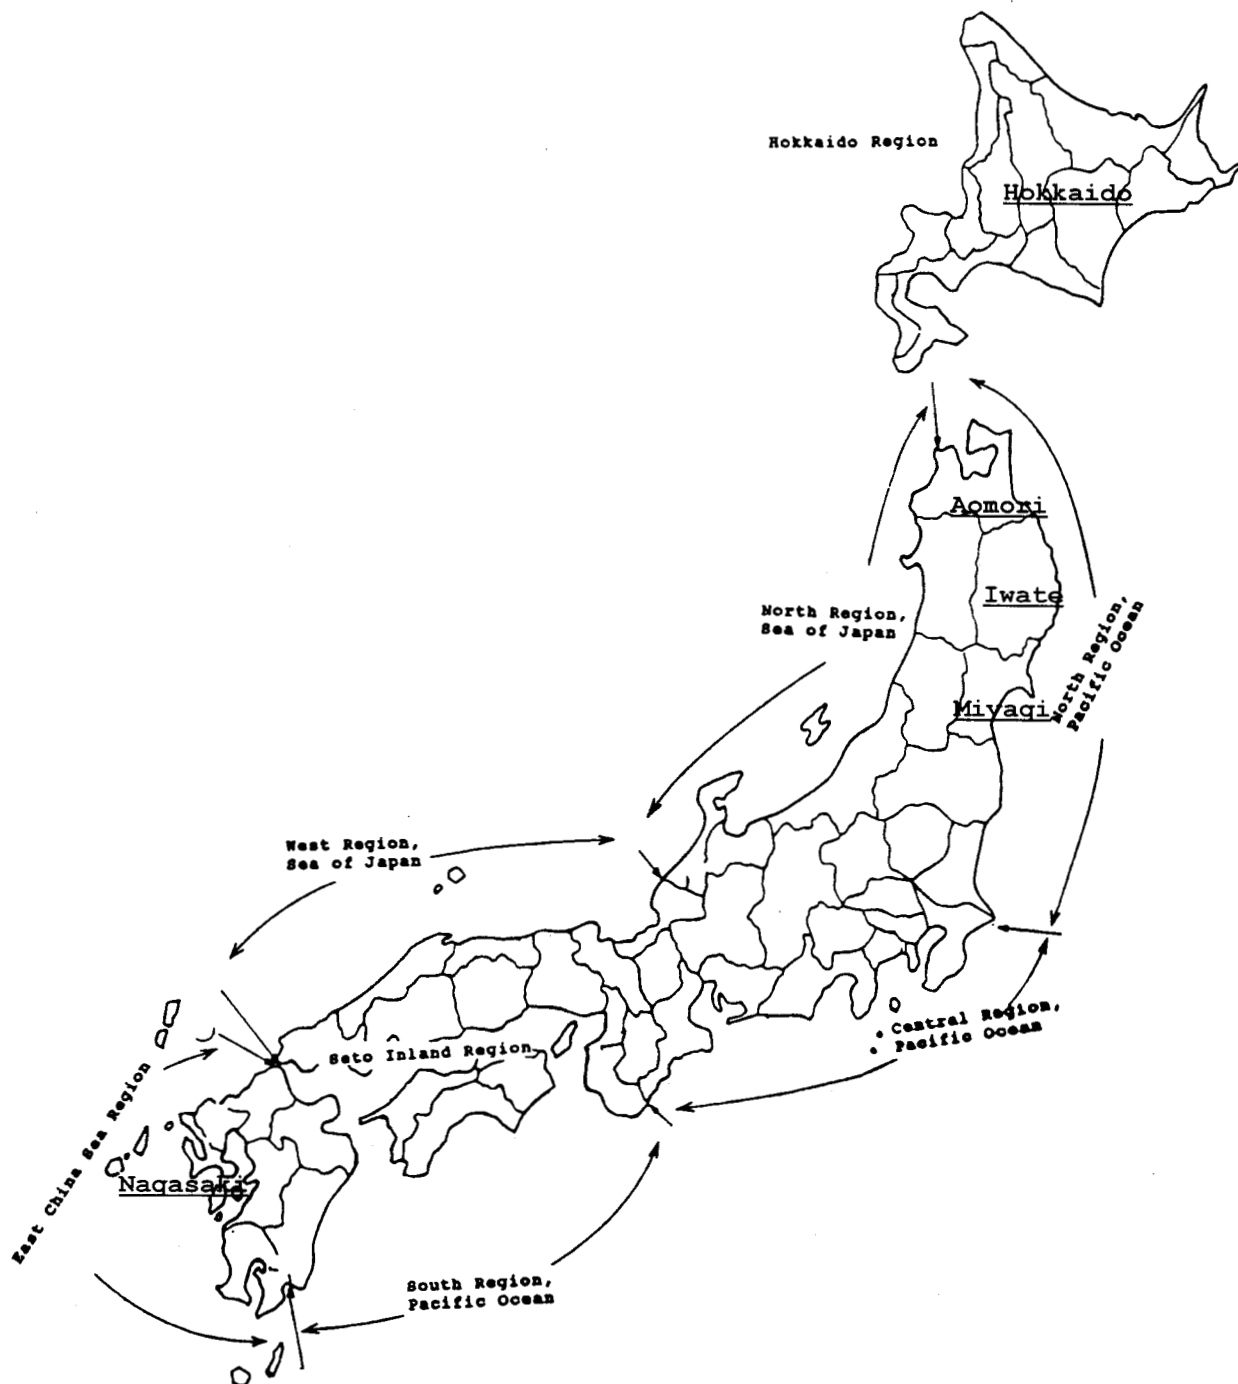 Hokkaido Region
Hokkaido
Aomori
Iwate
North Region,
Sea of Japan
North Region,
Pacific Ocean
Miyagi
West Region,
Sea of Japan
Central Region,
Pacific Ocean
Seto Inland Region
East China Sea Region
Nagasaki
South Region,
Pacific Ocean